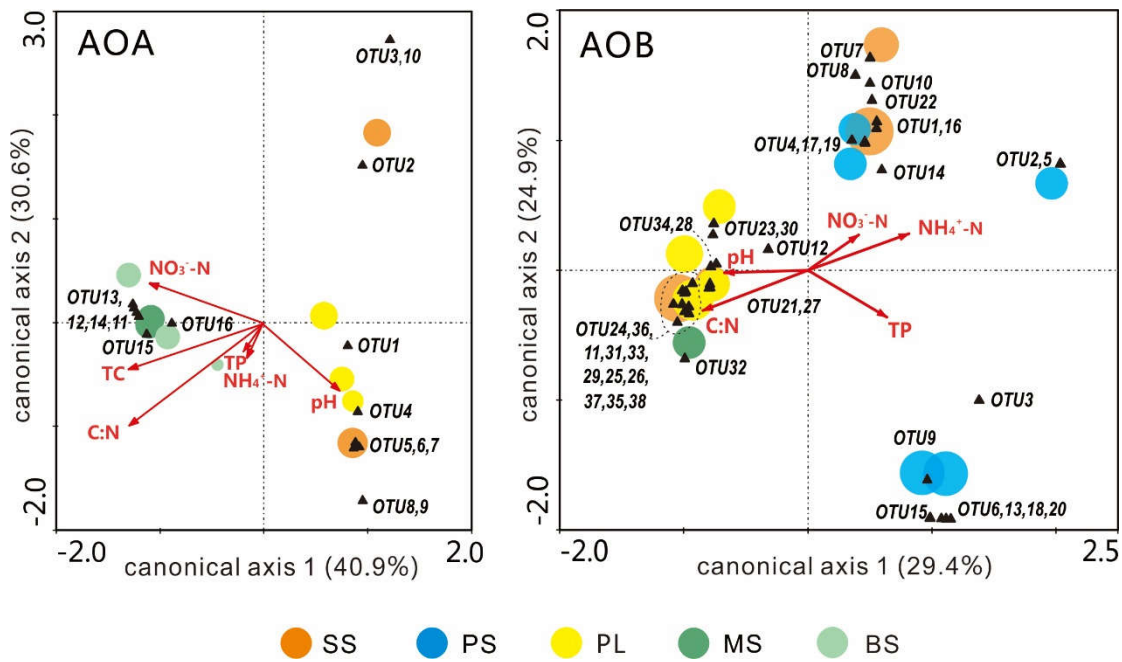 AOA
3.0
OTU3,10
OTU2
canonical axis 2 (30.6%)
NO₃⁻-N
OTU13,
12,14,11
OTU16
OTU15
TC
TP
NH₄⁺-N
C:N
OTU1
pH
OTU4
OTU5,6,7
OTU8,9
-2.0
-2.0
2.0
canonical axis 1 (40.9%)
AOB
2.0
OTU7
OTU8
OTU10
OTU22
OTU1,16
OTU4,17,19
OTU14
OTU2,5
canonical axis 2 (24.9%)
OTU34,28
OTU23,30
OTU12
NO₃⁻-N
NH₄⁺-N
pH
C:N
OTU21,27
TP
OTU24,36,
11,31,33,
29,25,26,
37,35,38
OTU32
OTU3
OTU9
OTU15
OTU6,13,18,20
-2.0
-2.0
2.5
canonical axis 1 (29.4%)
SS
PS
PL
MS
BS